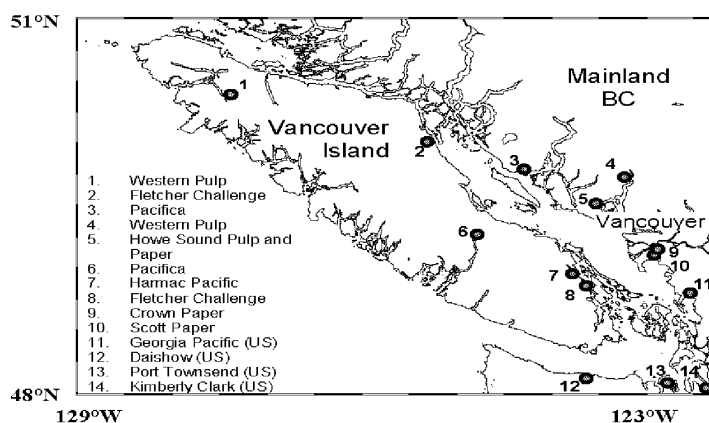 51°N
Mainland
BC
Vancouver
Island
1
2
3
4
5
Vancouver
6
9
10
7
8
11
12
13
14
1. Western Pulp
2. Fletcher Challenge
3. Pacifica
4. Western Pulp
5. Howe Sound Pulp and
Paper
6. Pacifica
7. Harmac Pacific
8. Fletcher Challenge
9. Crown Paper
10. Scott Paper
11. Georgia Pacific (US)
12. Daishow (US)
13. Port Townsend (US)
14. Kimberly Clark (US)
48°N
129°W
123°W